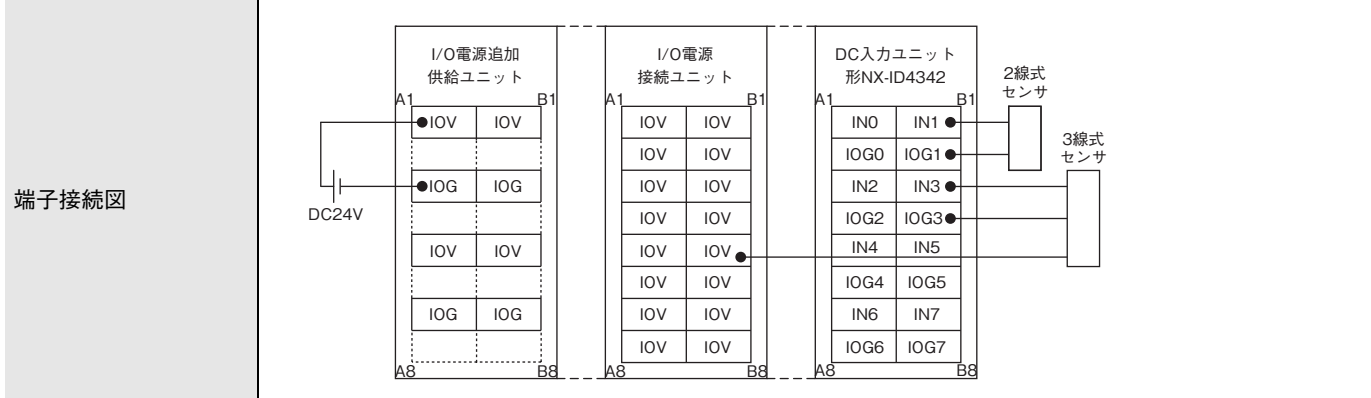 端子接続図
I/O電源追加
供給ユニット
A1 B1
IOV IOV
IOG IOG
IOV IOV
IOG IOG
A8 B8
DC24V
I/O電源
接続ユニット
A1 B1
IOV IOV
IOV IOV
IOV IOV
IOV IOV
IOV IOV
IOV IOV
IOV IOV
IOV IOV
A8 B8
DC入力ユニット
形NX-ID4342
A1 B1
IN0 IN1
IOG0 IOG1
IN2 IN3
IOG2 IOG3
IN4 IN5
IOG4 IOG5
IN6 IN7
IOG6 IOG7
A8 B8
2線式
センサ
3線式
センサ